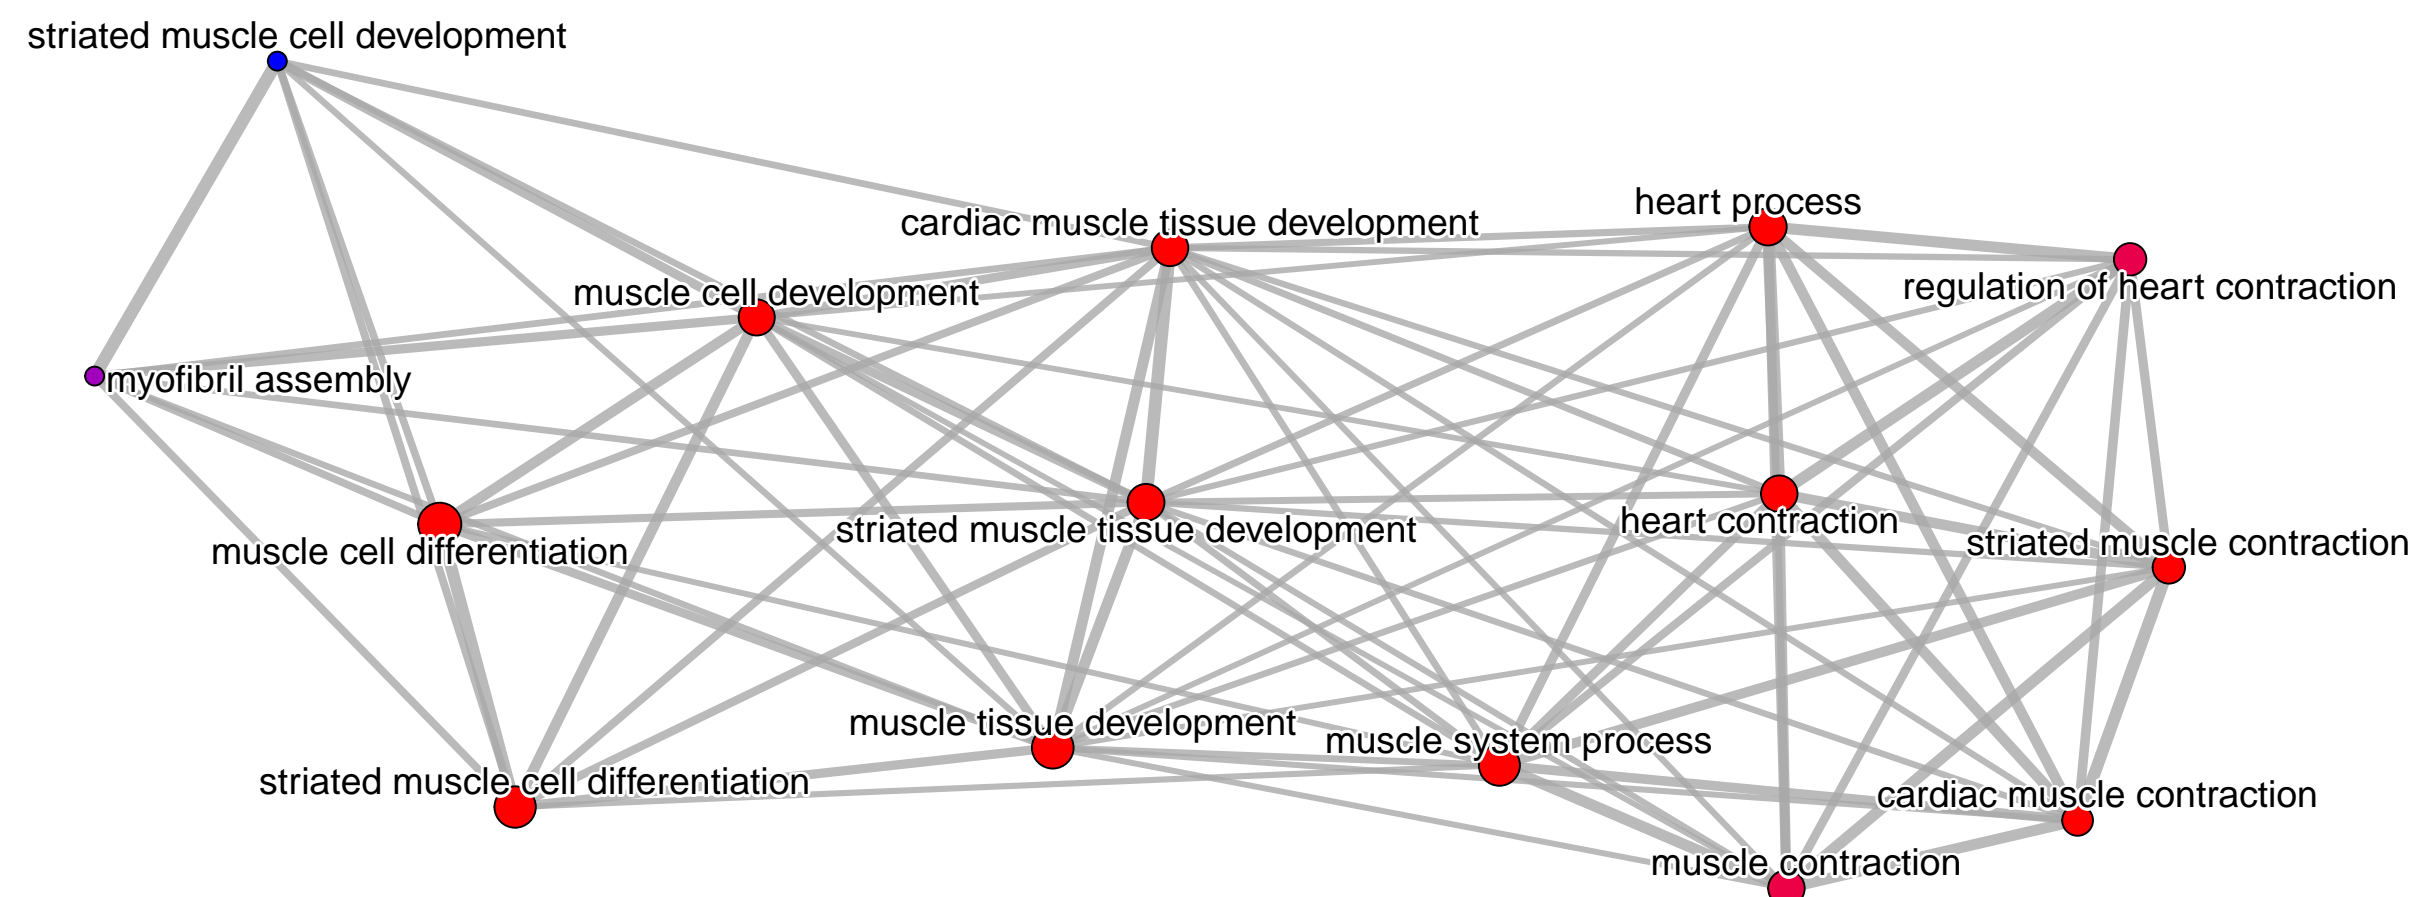 striated muscle cell development
heart process
cardiac muscle tissue development
regulation of heart contraction
muscle cell development
myofibril assembly
heart contraction
striated muscle tissue development
striated muscle contraction
muscle cell differentiation
muscle tissue development
muscle system process
striated muscle cell differentiation
cardiac muscle contraction
muscle contraction